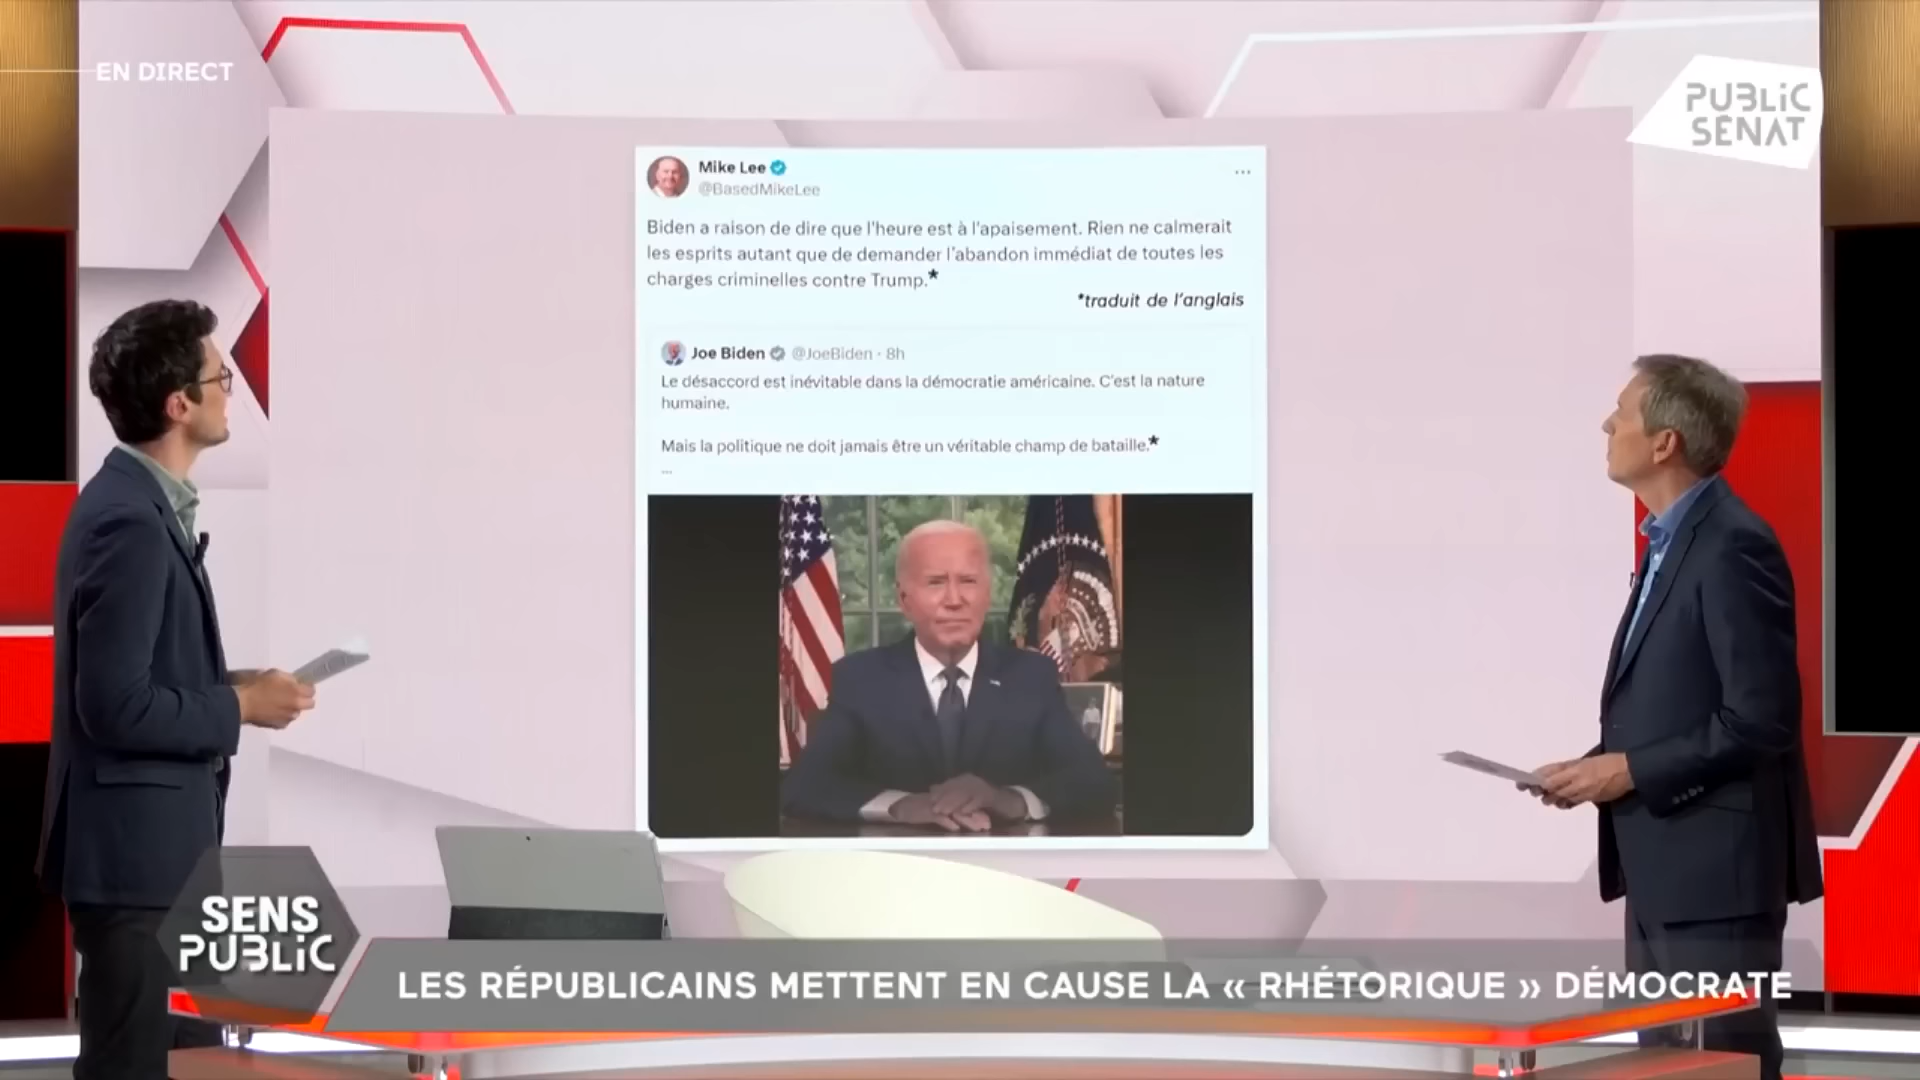 EN DIRECT
PUBLiC
SÉNAT
Mike Lee
@BasedMikeLee
Biden a raison de dire que l'heure est à l'apaisement. Rien ne calmerait
les esprits autant que de demander l'abandon immédiat de toutes les
charges criminelles contre Trump.*
*traduit de l'anglais
Joe Biden @JoeBiden · 8h
Le désaccord est inévitable dans la démocratie américaine. C'est la nature
humaine.
Mais la politique ne doit jamais être un véritable champ de bataille.*
...
SENS
PUBLiC
LES RÉPUBLICAINS METTENT EN CAUSE LA « RHÉTORIQUE » DÉMOCRATE